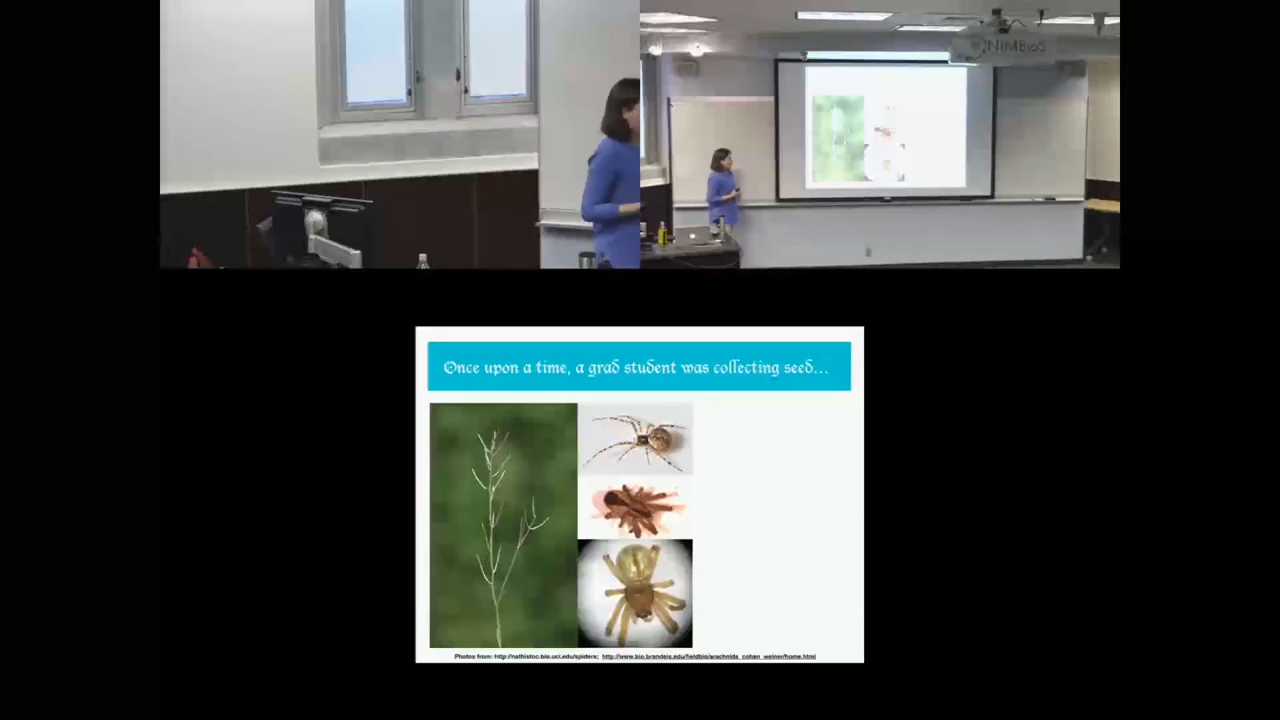 NIMBioS
Once upon a time, a grad student was collecting seed...
Photos from: http://nathistoc.bio.uci.edu/spiders; http://www.bio.brandeis.edu/fieldbio/arachnida_cohan_weiner/home.html